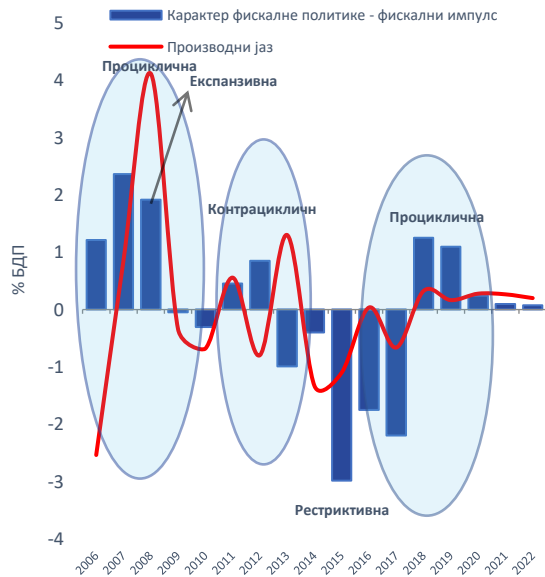 Карактер фискалне политике - фискални импулс
Производни јаз
Проциклична
Експанзивна
Контрацикличн
Проциклична
Рестриктивна
% БДП
5
4
3
2
1
0
-1
-2
-3
-4
2006 2007 2008 2009 2010 2011 2012 2013 2014 2015 2016 2017 2018 2019 2020 2021 2022